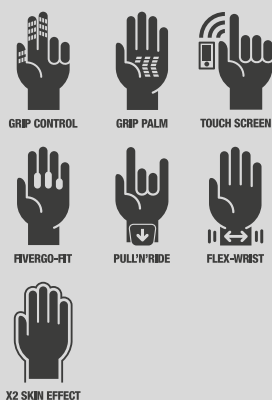 GRIP CONTROL
GRIP PALM
TOUCH SCREEN
FIVERGO-FIT
PULL'N'RIDE
FLEX-WRIST
X2 SKIN EFFECT